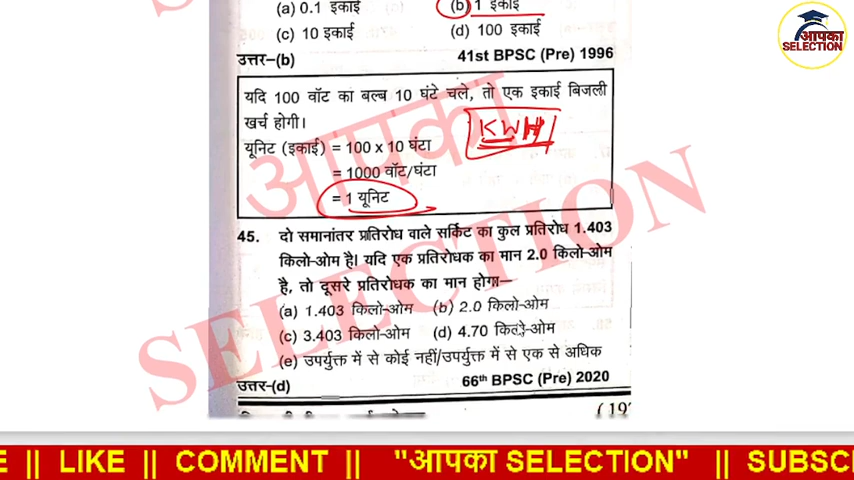 (a) 0.1 इकाई (b) 1 इकाई
(c) 10 इकाई (d) 100 इकाई
उत्तर–(b) 41st BPSC (Pre) 1996
यदि 100 वॉट का बल्ब 10 घंटे चले, तो एक इकाई बिजली
खर्च होगी।
KWH
यूनिट (इकाई) = 100 x 10 घंटा
= 1000 वॉट/घंटा
= 1 यूनिट
45. दो समानांतर प्रतिरोध वाले सर्किट का कुल प्रतिरोध 1.403
किलो-ओम है। यदि एक प्रतिरोधक का मान 2.0 किलो-ओम
है, तो दूसरे प्रतिरोधक का मान होगा—
(a) 1.403 किलो-ओम (b) 2.0 किलो-ओम
(c) 3.403 किलो-ओम (d) 4.70 किलो-ओम
(e) उपर्युक्त में से कोई नहीं/उपर्युक्त में से एक से अधिक
उत्तर–(d) 66th BPSC (Pre) 2020
(19
आपका
SELECTION
आपका
SELECTION
E || LIKE || COMMENT || "आपका SELECTION" || SUBSC